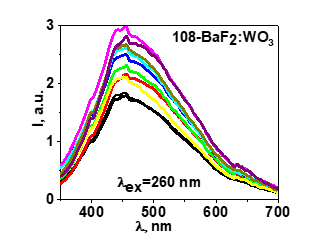 3
108-BaF₂:WO₃
2
I, a.u.
1
λex=260 nm
0
400 500 600 700
λ, nm